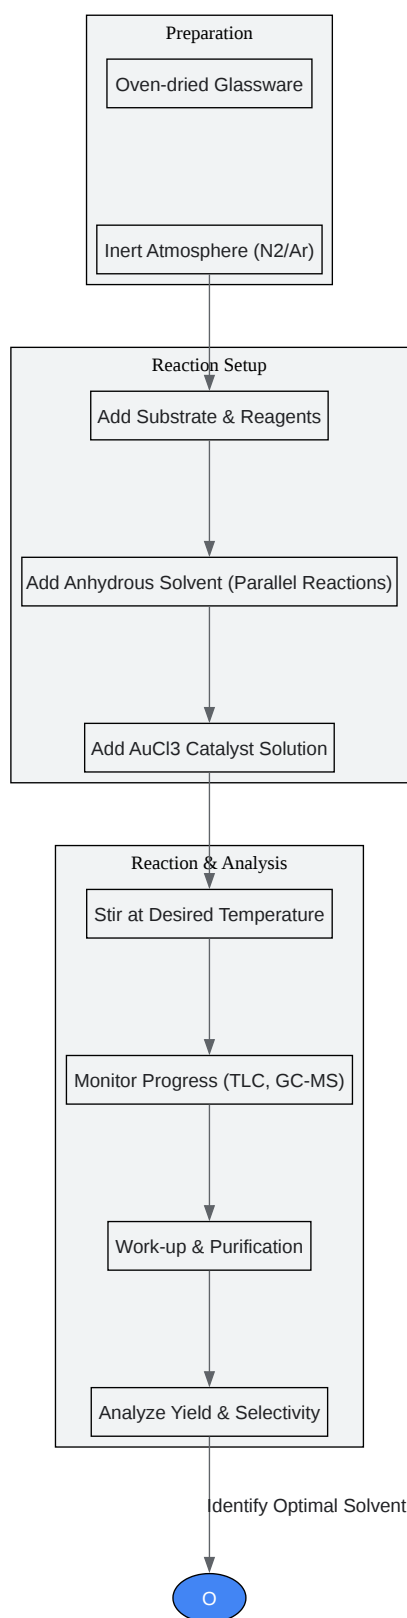 Preparation
Oven-dried Glassware
Inert Atmosphere (N2/Ar)
Reaction Setup
Add Substrate & Reagents
Add Anhydrous Solvent (Parallel Reactions)
Add AuCl3 Catalyst Solution
Reaction & Analysis
Stir at Desired Temperature
Monitor Progress (TLC, GC-MS)
Work-up & Purification
Analyze Yield & Selectivity
Identify Optimal Solvent
O